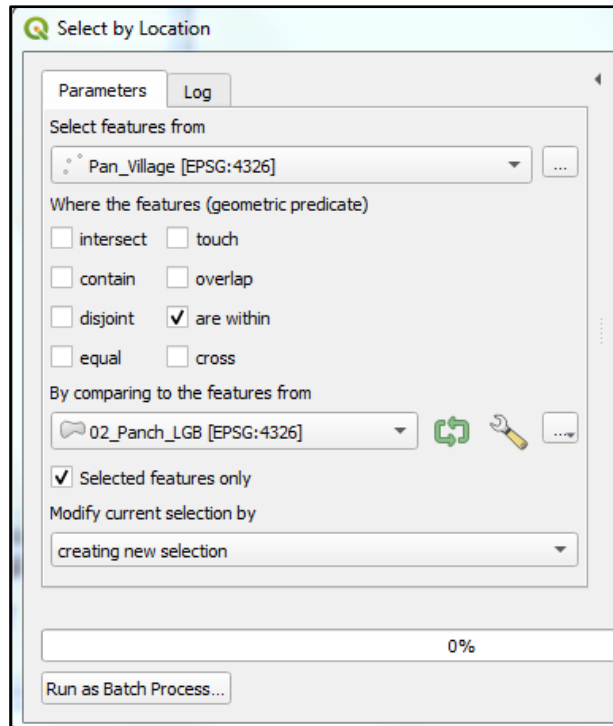 Select by Location
Parameters Log
Select features from
Pan_Village [EPSG:4326]
...
Where the features (geometric predicate)
intersect touch
contain overlap
disjoint are within
equal cross
By comparing to the features from
02_Panch_LGB [EPSG:4326]
...
Selected features only
Modify current selection by
creating new selection
0%
Run as Batch Process...